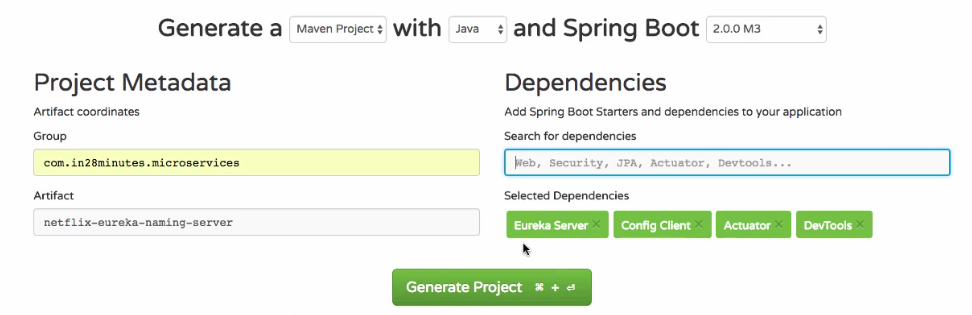 Generate a Maven Project with Java and Spring Boot 2.0.0 M3
Project Metadata
Artifact coordinates
Group
com.in28minutes.microservices
Artifact
netflix-eureka-naming-server
Dependencies
Add Spring Boot Starters and dependencies to your application
Search for dependencies
Web, Security, JPA, Actuator, Devtools...
Selected Dependencies
Eureka Server × Config Client × Actuator × DevTools ×
Generate Project ⌘ + ⏎